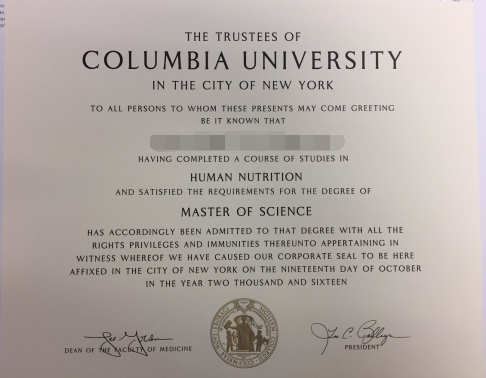 THE TRUSTEES OF
COLUMBIA UNIVERSITY
IN THE CITY OF NEW YORK
TO ALL PERSONS TO WHOM THESE PRESENTS MAY COME GREETING
BE IT KNOWN THAT
HAVING COMPLETED A COURSE OF STUDIES IN
HUMAN NUTRITION
AND SATISFIED THE REQUIREMENTS FOR THE DEGREE OF
MASTER OF SCIENCE
HAS ACCORDINGLY BEEN ADMITTED TO THAT DEGREE WITH ALL THE
RIGHTS PRIVILEGES AND IMMUNITIES THEREUNTO APPERTAINING IN
WITNESS WHEREOF WE HAVE CAUSED OUR CORPORATE SEAL TO BE HERE
AFFIXED IN THE CITY OF NEW YORK ON THE NINETEENTH DAY OF OCTOBER
IN THE YEAR TWO THOUSAND AND SIXTEEN
DEAN OF THE FACULTY OF MEDICINE
PRESIDENT